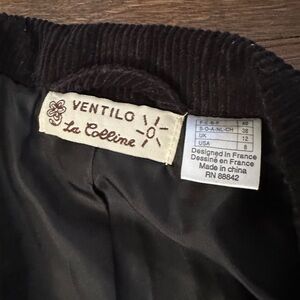 VENTILO
La Colline
40
B-D-A-NL-CH 38
UK 12
USA 8
Designed in France
Dessiné en France
Made in china
RN 88842